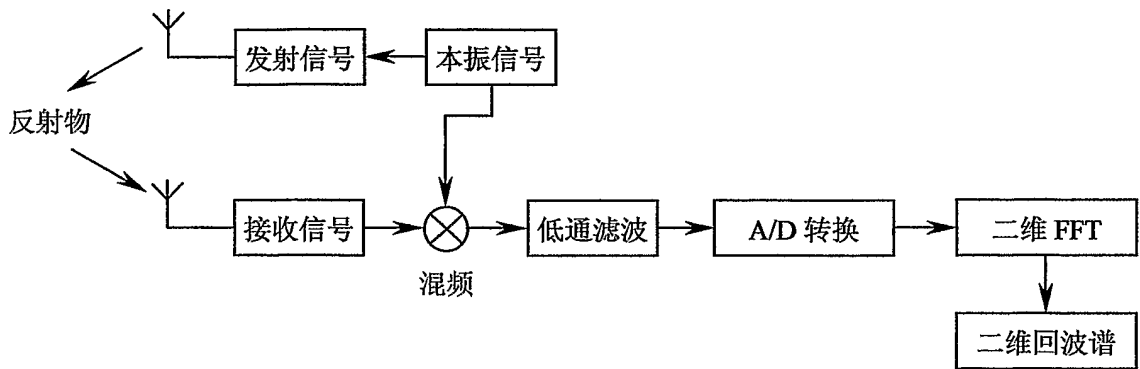 发射信号
本振信号
反射物
接收信号
混频
低通滤波
A/D 转换
二维 FFT
二维回波谱